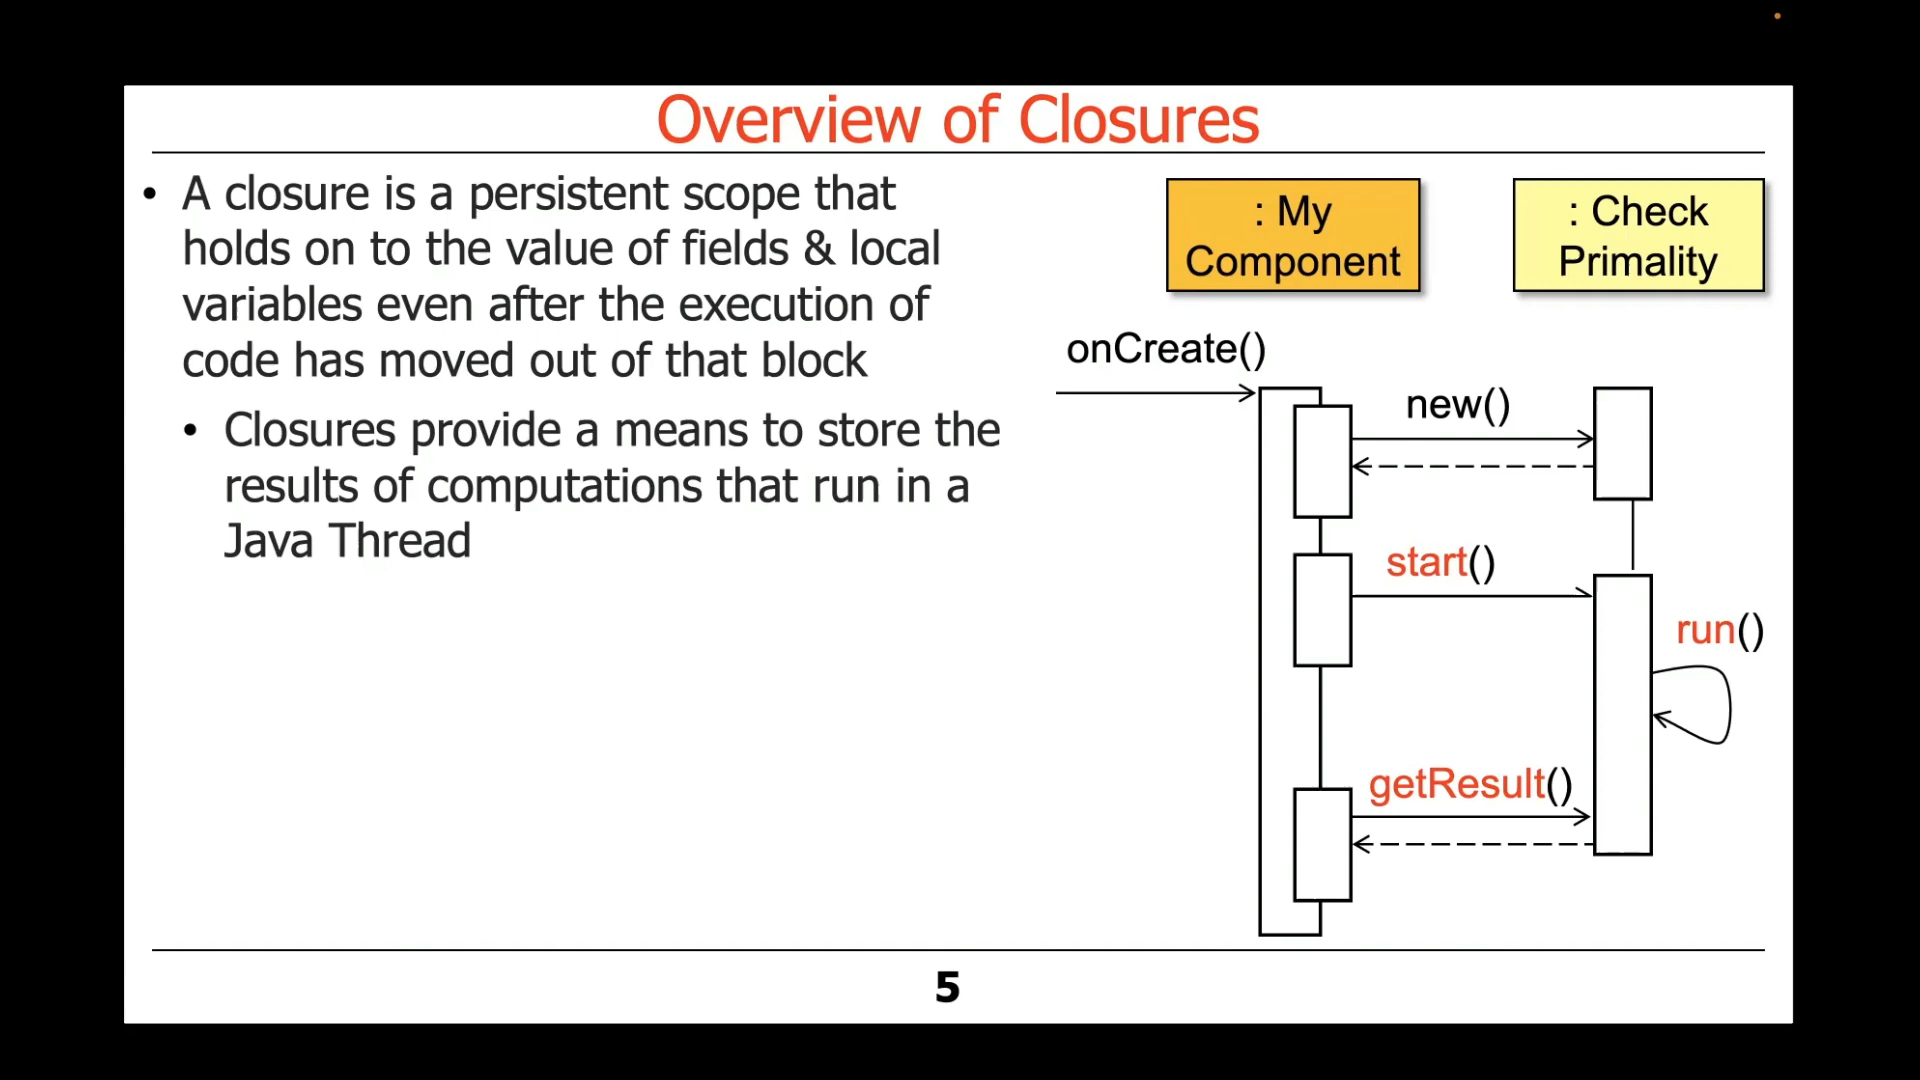 Overview of Closures
• A closure is a persistent scope that
holds on to the value of fields & local
variables even after the execution of
code has moved out of that block
• Closures provide a means to store the
results of computations that run in a
Java Thread
: My
Component
: Check
Primality
onCreate()
new()
start()
run()
getResult()
5